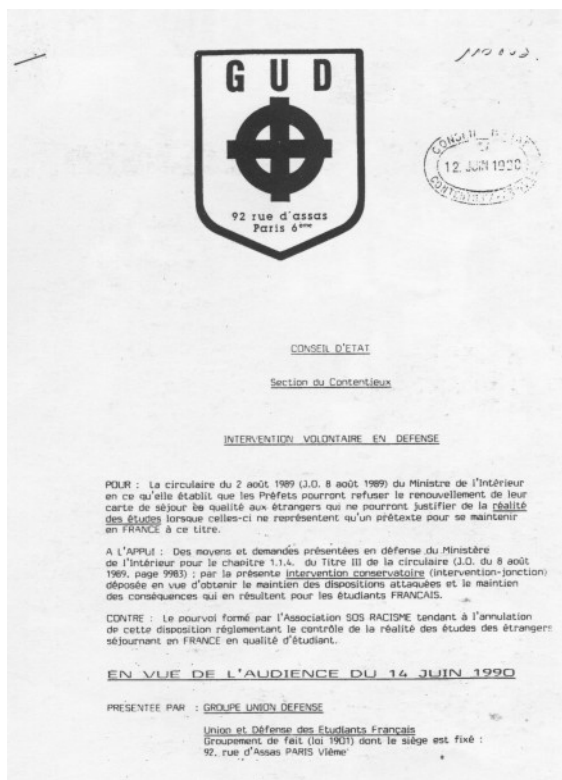 110003.
GUD
92 rue d'assas
Paris 6ème
CONSEIL D'ETAT
12. JUIN 1990
CONTENTIEUX
CONSEIL D'ETAT
Section du Contentieux
INTERVENTION VOLONTAIRE EN DEFENSE
POUR : La circulaire du 2 août 1989 (J.O. 8 août 1989) du Ministre de l'Intérieur
en ce qu'elle établit que les Préfets pourront refuser le renouvellement de leur
carte de séjour ès qualité aux étrangers qui ne pourront justifier de la réalité
des études lorsque celles-ci ne représentent qu'un prétexte pour se maintenir
en FRANCE à ce titre.
A L'APPUI : Des moyens et demandes présentées en défense du Ministère
de l'Intérieur pour le chapitre 1.1.4. du Titre III de la circulaire (J.O. du 8 août
1989, page 9983) ; par la présente intervention conservatoire (intervention-jonction)
déposée en vue d'obtenir le maintien des dispositions attaquées et le maintien
des conséquences qui en résultent pour les étudiants FRANCAIS.
CONTRE : Le pourvoi formé par l'Association SOS RACISME tendant à l'annulation
de cette disposition réglementant le contrôle de la réalité des études des étrangers
séjournant en FRANCE en qualité d'étudiant.
EN VUE DE L'AUDIENCE DU 14 JUIN 1990
PRESENTEE PAR : GROUPE UNION DEFENSE
Union et Défense des Etudiants Français
Groupement de fait (loi 1901) dont le siège est fixé :
92, rue d'Assas PARIS VIème